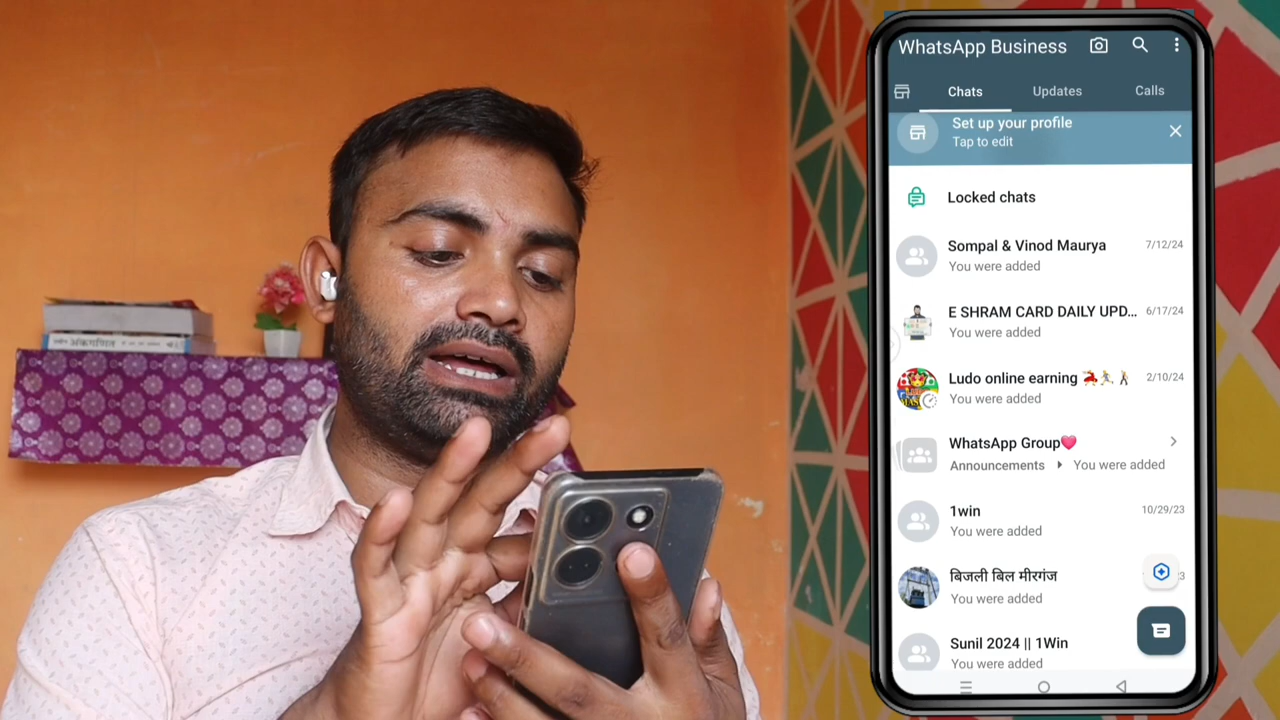 WhatsApp Business
Chats Updates Calls
Set up your profile
Tap to edit
Locked chats
Sompal & Vinod Maurya 7/12/24
You were added
E SHRAM CARD DAILY UPD... 6/17/24
You were added
Ludo online earning 2/10/24
You were added
WhatsApp Group
Announcements You were added
1win 10/29/23
You were added
बिजली बिल मीरगंज
You were added
Sunil 2024 || 1Win
You were added
अंकगणित